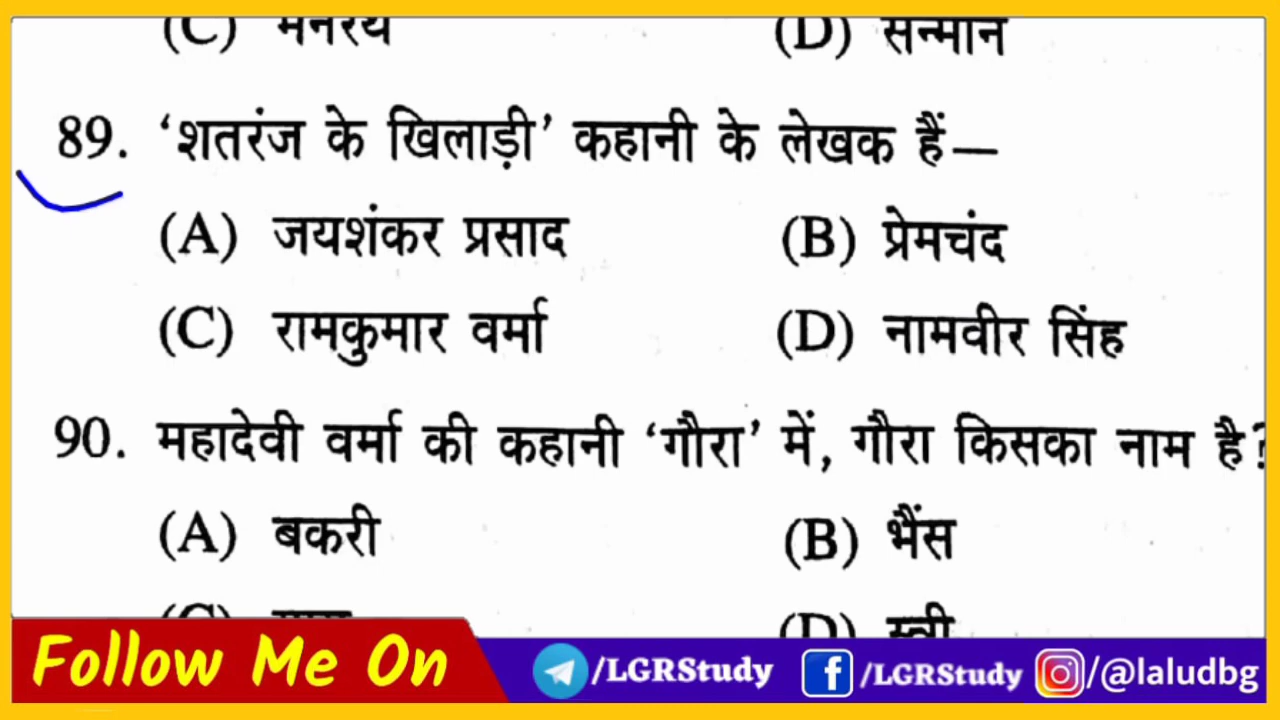 (C) मनरथ (D) सन्मान
89. ‘शतरंज के खिलाड़ी’ कहानी के लेखक हैं—
(A) जयशंकर प्रसाद (B) प्रेमचंद
(C) रामकुमार वर्मा (D) नामवीर सिंह
90. महादेवी वर्मा की कहानी ‘गौरा’ में, गौरा किसका नाम है?
(A) बकरी (B) भैंस
(C) (D) स्त्री
Follow Me On /LGRStudy /LGRStudy /@laludbg